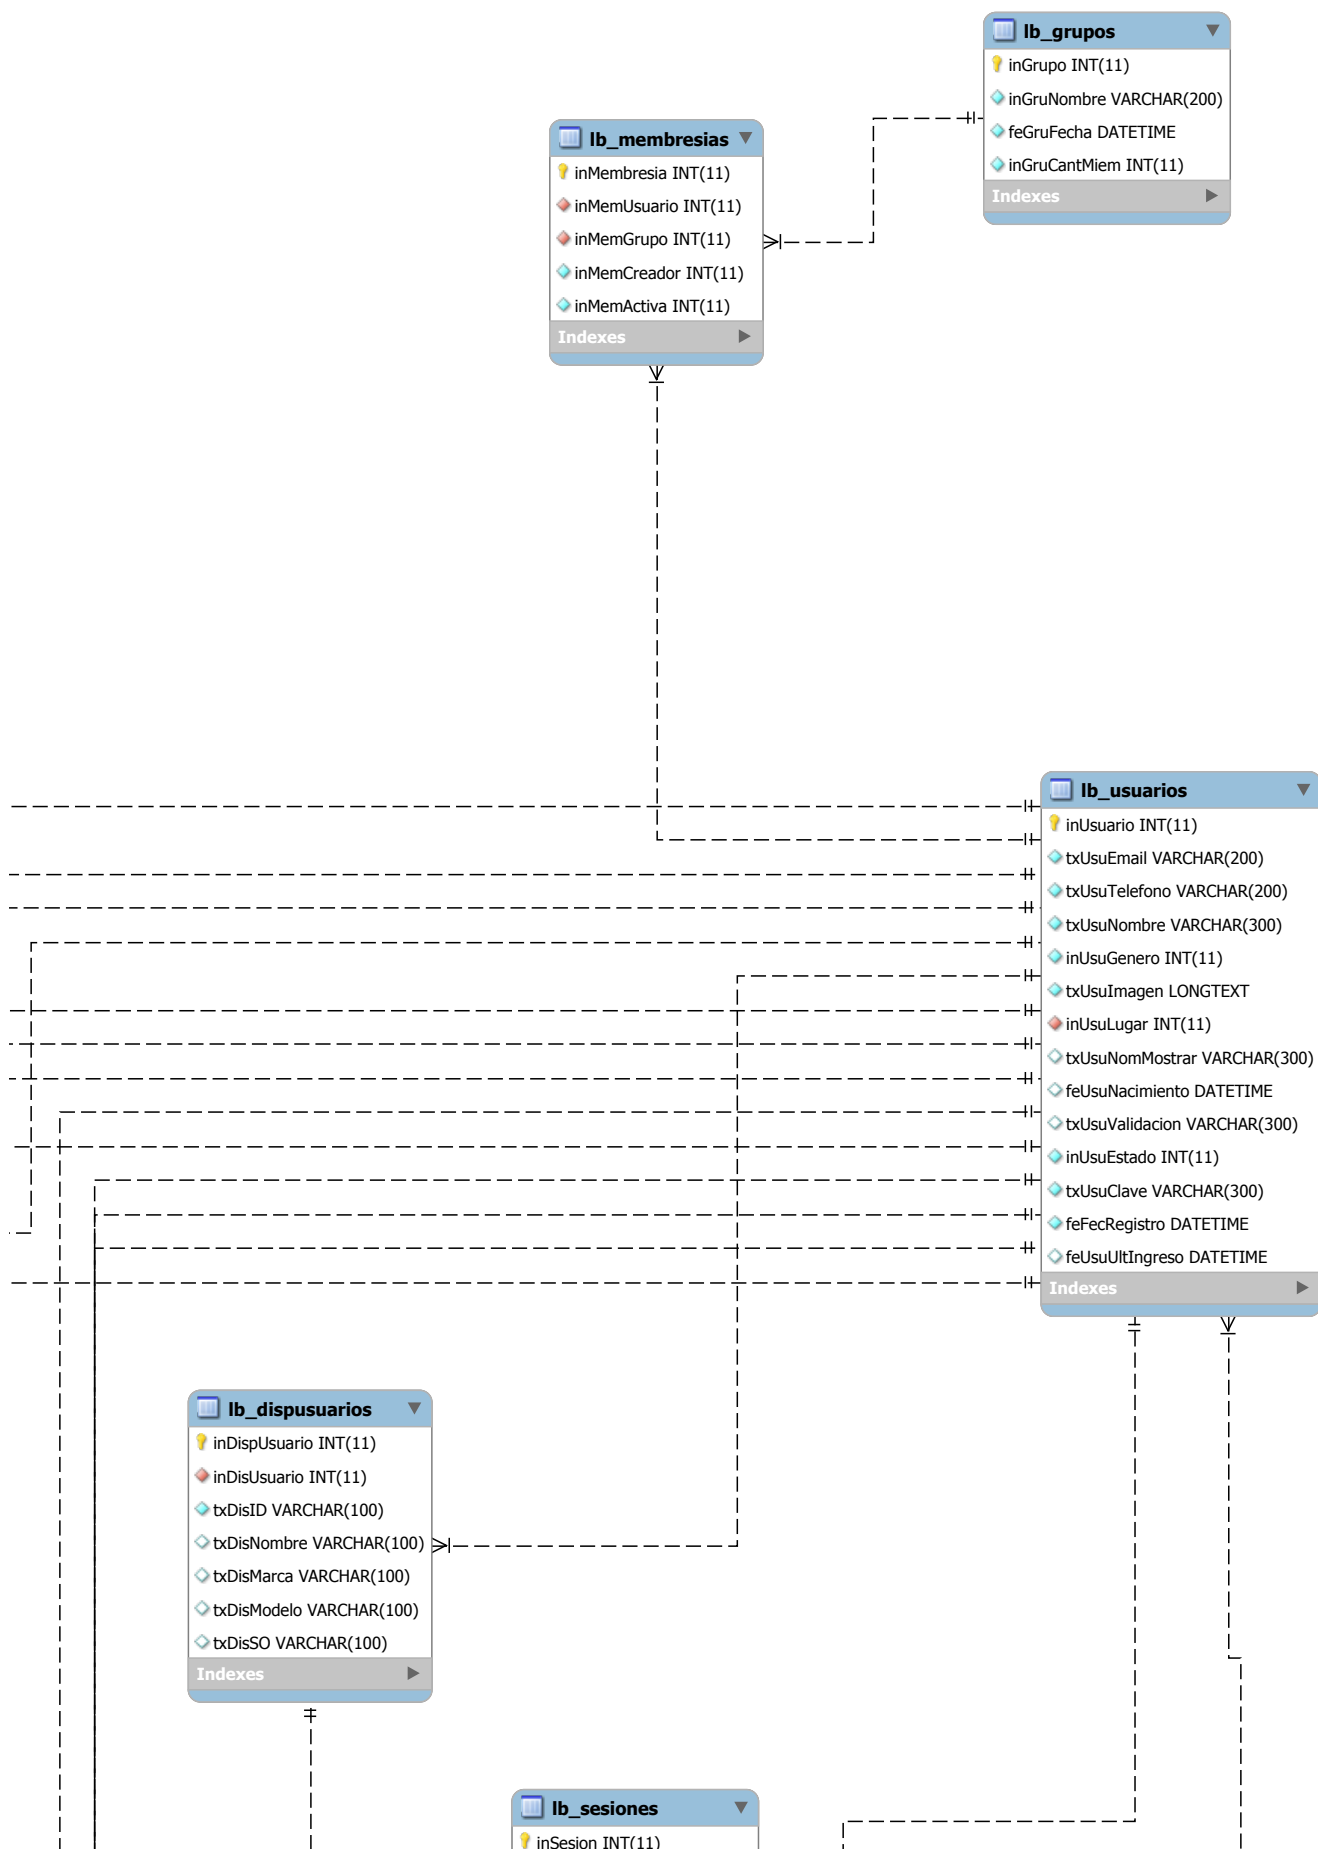 lb_grupos
inGrupo INT(11)
inGruNombre VARCHAR(200)
feGruFecha DATETIME
inGruCantMiem INT(11)
Indexes
lb_membresias
inMembresia INT(11)
inMemUsuario INT(11)
inMemGrupo INT(11)
inMemCreador INT(11)
inMemActiva INT(11)
Indexes
lb_usuarios
inUsuario INT(11)
txUsuEmail VARCHAR(200)
txUsuTelefono VARCHAR(200)
txUsuNombre VARCHAR(300)
inUsuGenero INT(11)
txUsuImagen LONGTEXT
inUsuLugar INT(11)
txUsuNomMostrar VARCHAR(300)
feUsuNacimiento DATETIME
txUsuValidacion VARCHAR(300)
inUsuEstado INT(11)
txUsuClave VARCHAR(300)
feFecRegistro DATETIME
feUsuUltIngreso DATETIME
Indexes
lb_dispusuarios
inDispUsuario INT(11)
inDisUsuario INT(11)
txDisID VARCHAR(100)
txDisNombre VARCHAR(100)
txDisMarca VARCHAR(100)
txDisModelo VARCHAR(100)
txDisSO VARCHAR(100)
Indexes
lb_sesiones
inSesion INT(11)